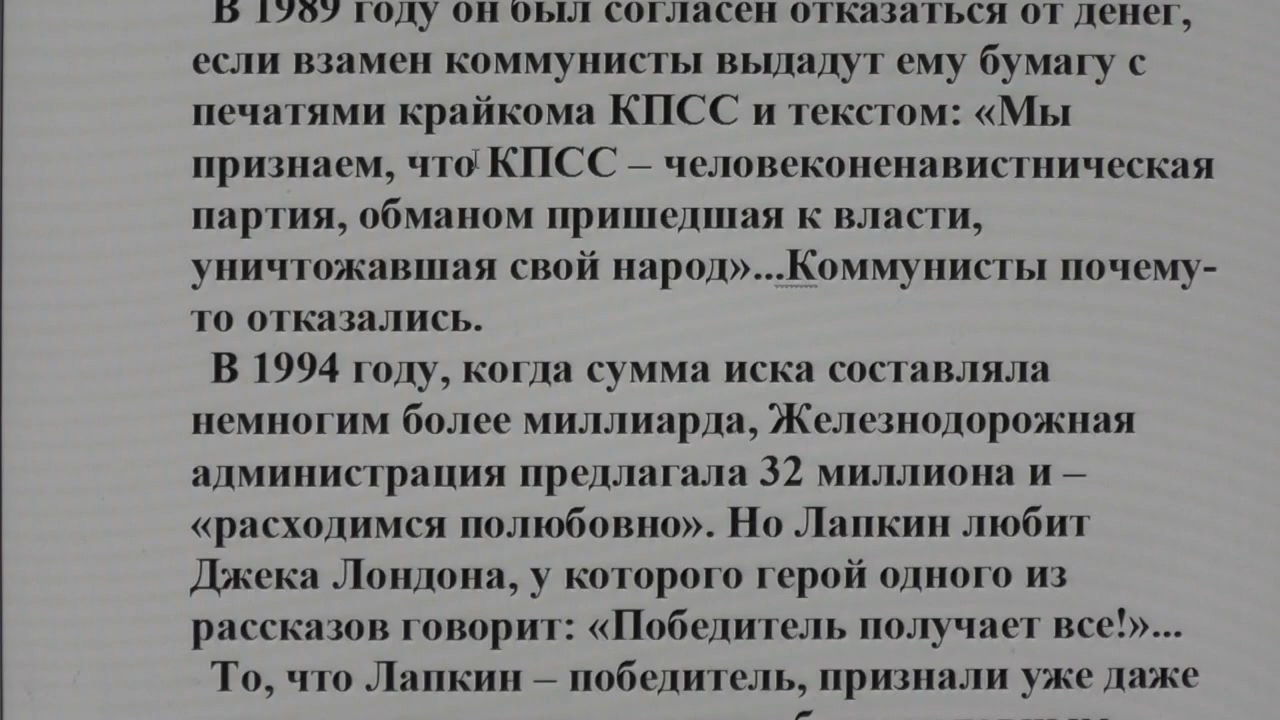 В 1989 году он был согласен отказаться от денег,
если взамен коммунисты выдадут ему бумагу с
печатями крайкома КПСС и текстом: «Мы
признаем, что КПСС – человеконенавистническая
партия, обманом пришедшая к власти,
уничтожавшая свой народ»...Коммунисты почему-
то отказались.
В 1994 году, когда сумма иска составляла
немногим более миллиарда, Железнодорожная
администрация предлагала 32 миллиона и –
«расходимся полюбовно». Но Лапкин любит
Джека Лондона, у которого герой одного из
рассказов говорит: «Победитель получает все!»...
То, что Лапкин – победитель, признали уже даже